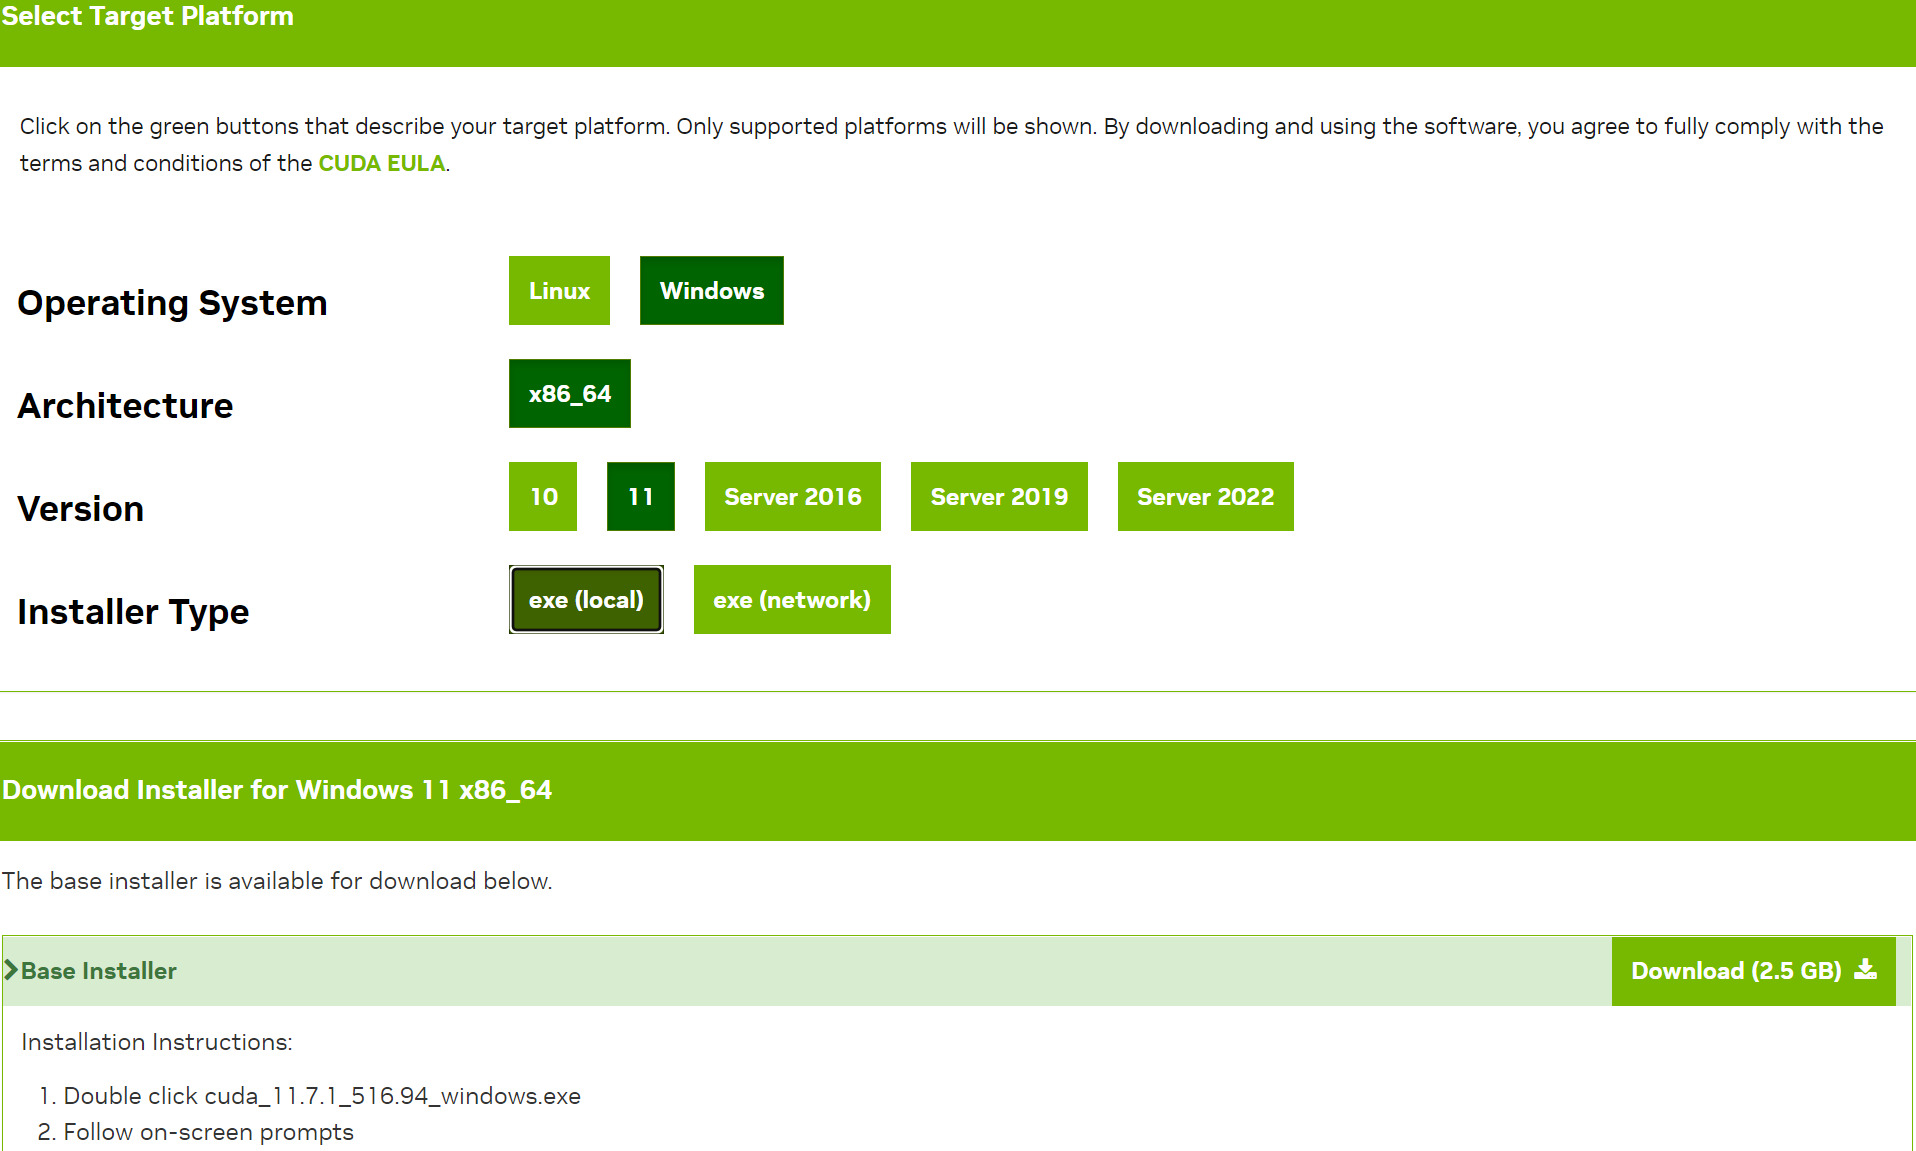 Select Target Platform
Click on the green buttons that describe your target platform. Only supported platforms will be shown. By downloading and using the software, you agree to fully comply with the
terms and conditions of the CUDA EULA.
Operating System
Linux Windows
Architecture
x86_64
Version
10 11 Server 2016 Server 2019 Server 2022
Installer Type
exe (local) exe (network)
Download Installer for Windows 11 x86_64
The base installer is available for download below.
Base Installer Download (2.5 GB)
Installation Instructions:
1. Double click cuda_11.7.1_516.94_windows.exe
2. Follow on-screen prompts